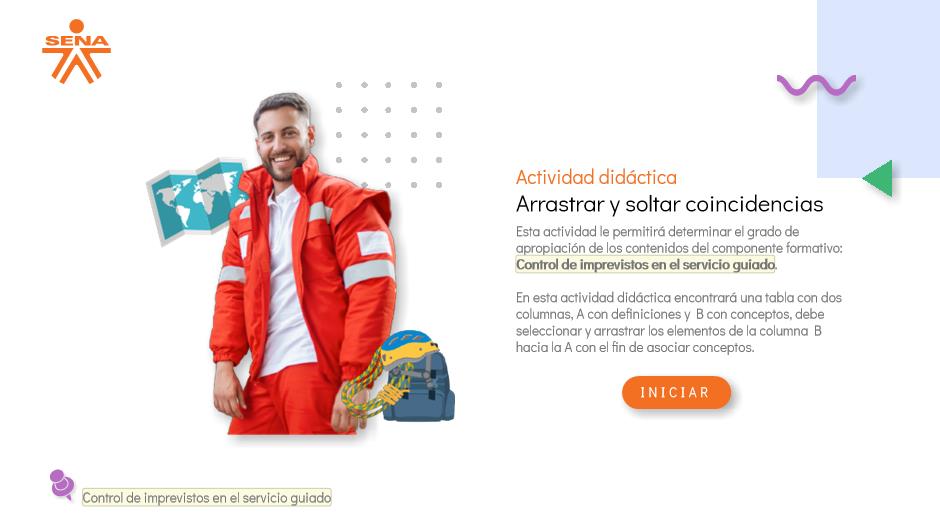 SENA
Actividad didáctica
Arrastrar y soltar coincidencias
Esta actividad le permitirá determinar el grado de
apropiación de los contenidos del componente formativo:
Control de imprevistos en el servicio guiado.
En esta actividad didáctica encontrará una tabla con dos
columnas, A con definiciones y B con conceptos, debe
seleccionar y arrastrar los elementos de la columna B
hacia la A con el fin de asociar conceptos.
INICIAR
Control de imprevistos en el servicio guiado